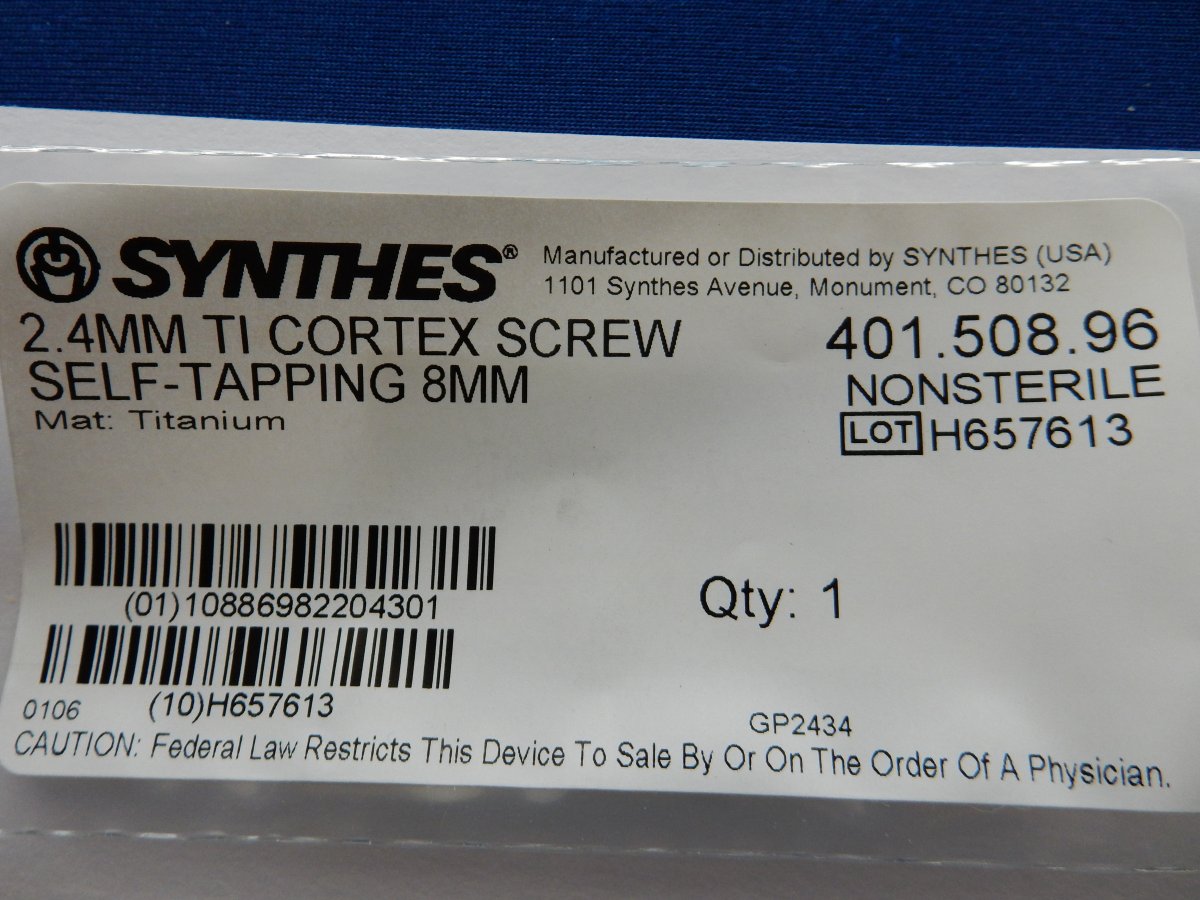 SYNTHES®
Manufactured or Distributed by SYNTHES (USA)
1101 Synthes Avenue, Monument, CO 80132
2.4MM TI CORTEX SCREW
SELF-TAPPING 8MM
Mat: Titanium
401.508.96
NONSTERILE
LOT H657613
(01)10886982204301
Qty: 1
(10)H657613
0106
GP2434
CAUTION: Federal Law Restricts This Device To Sale By Or On The Order Of A Physician.